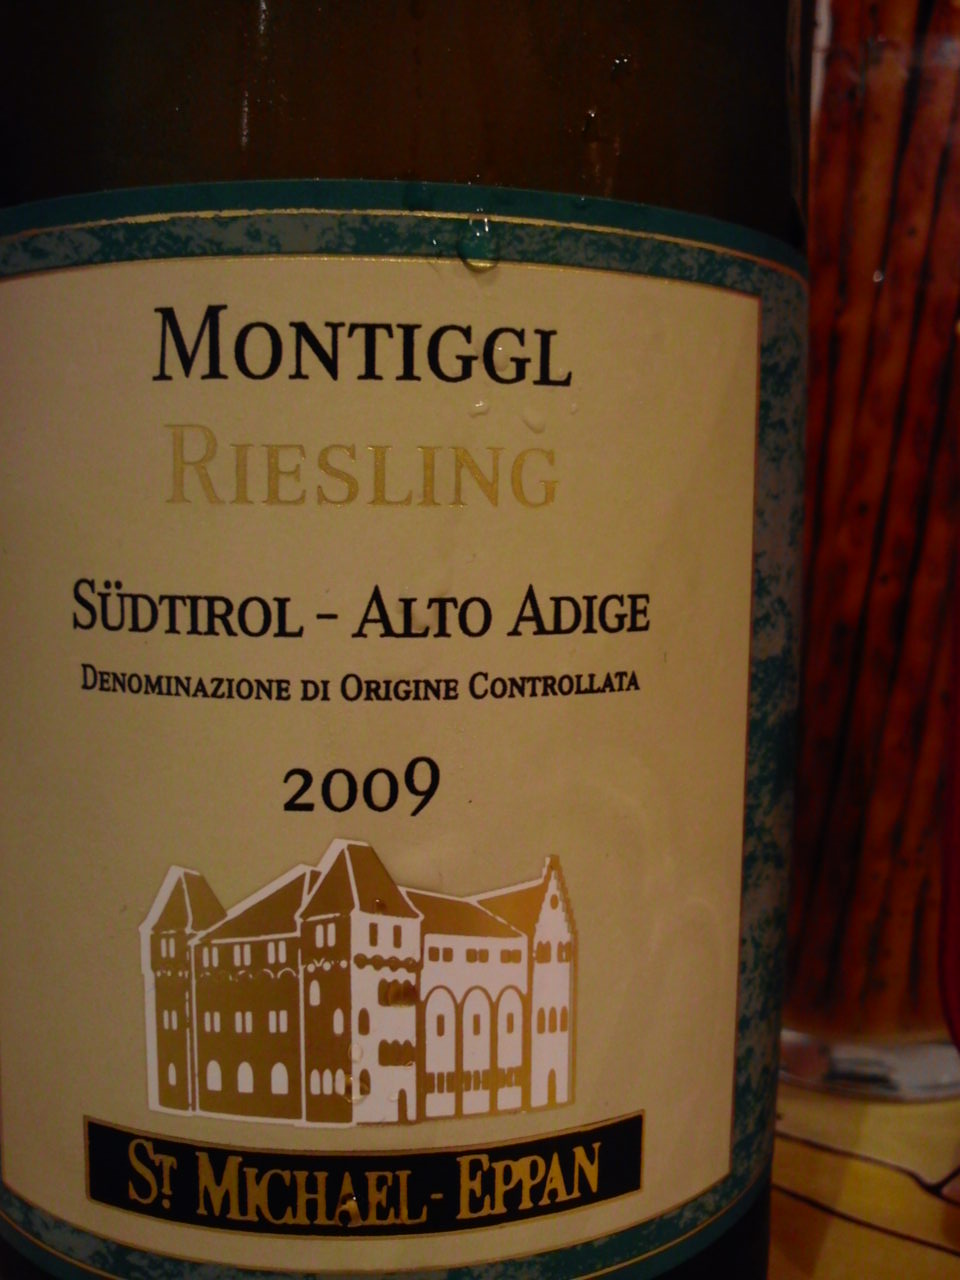 MONTIGGL
RIESLING
SÜDTIROL - ALTO ADIGE
DENOMINAZIONE DI ORIGINE CONTROLLATA
2009
ST. MICHAEL - EPPAN